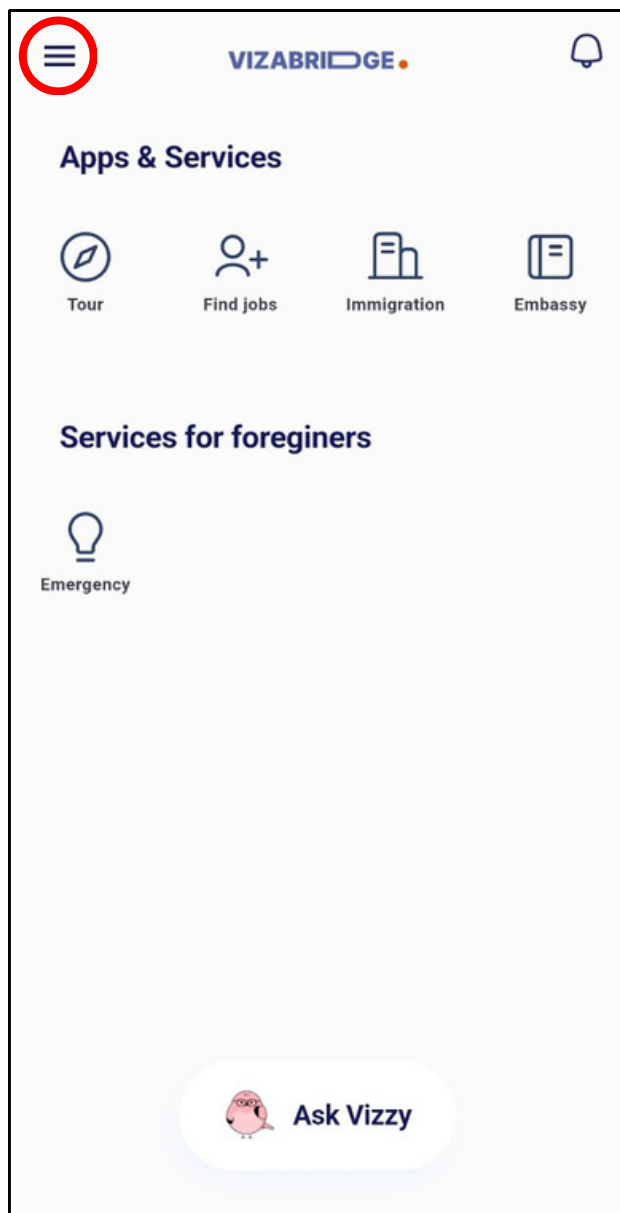 VIZABRIDGE.
Apps & Services
Tour Find jobs Immigration Embassy
Services for foreginers
Emergency
Ask Vizzy